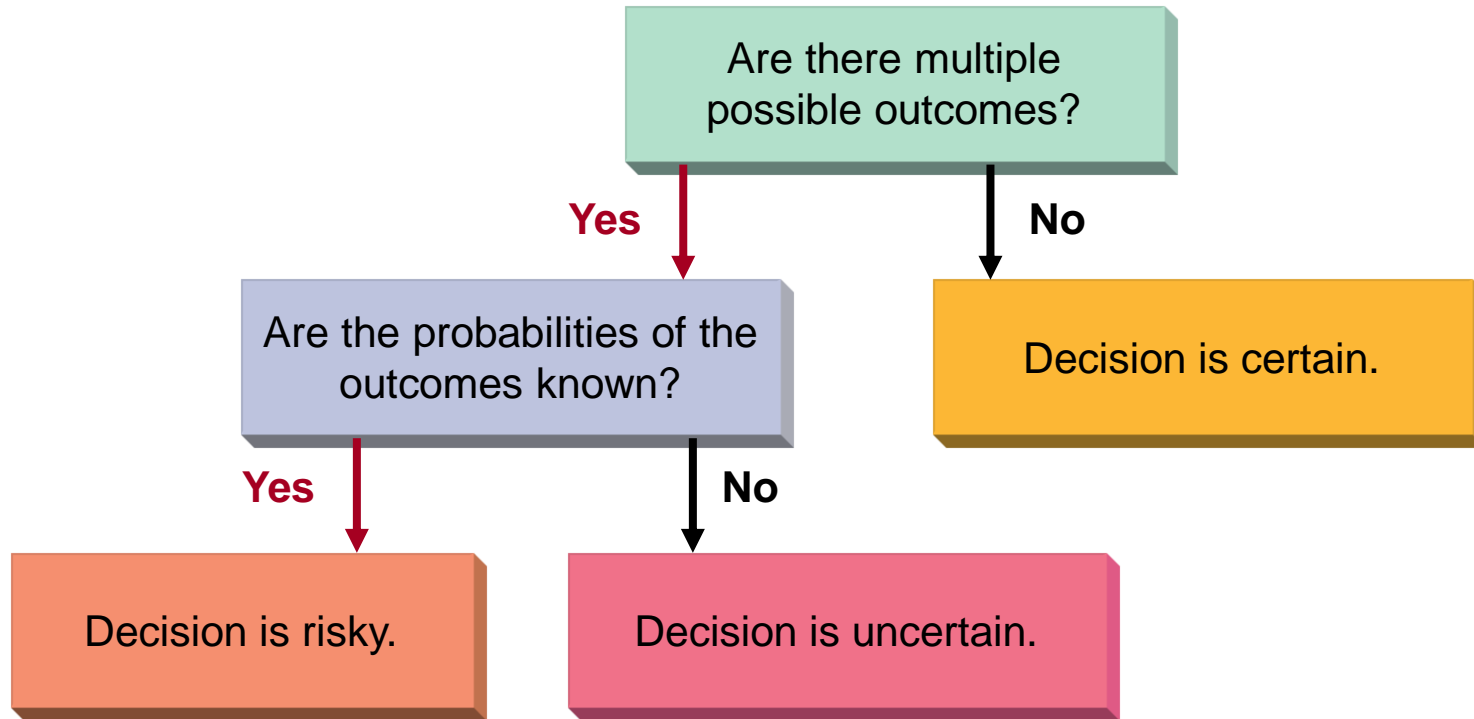 Are there multiple
possible outcomes?
Yes
No
Are the probabilities of the
outcomes known?
Decision is certain.
Yes
No
Decision is risky.
Decision is uncertain.